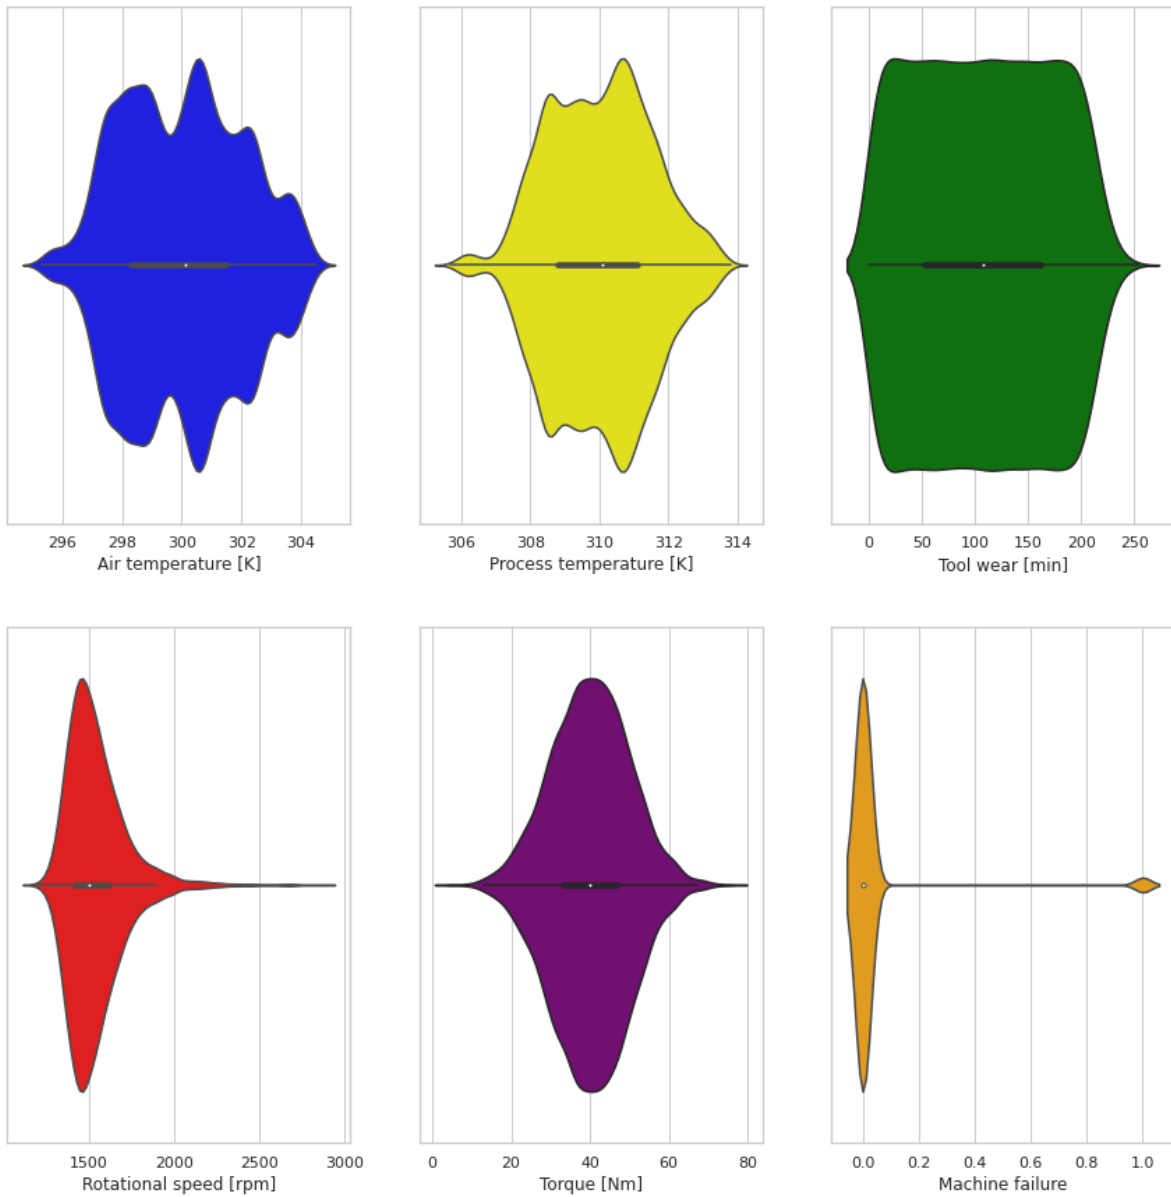 296 298 300 302 304
Air temperature [K]
306 308 310 312 314
Process temperature [K]
0 50 100 150 200 250
Tool wear [min]
1500 2000 2500 3000
Rotational speed [rpm]
0 20 40 60 80
Torque [Nm]
0.0 0.2 0.4 0.6 0.8 1.0
Machine failure